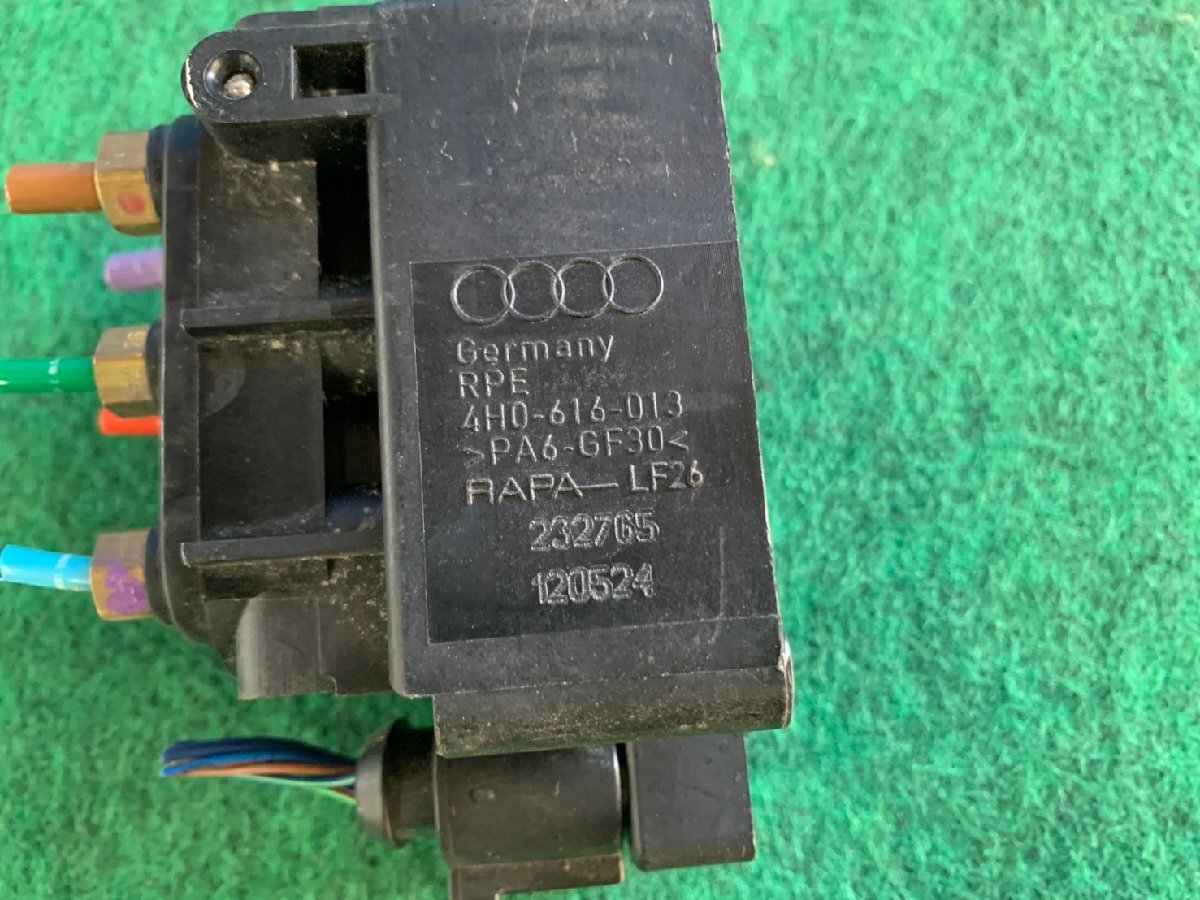 Germany
RPE
4H0-616-013
>PA6-GF30<
RAPA—LF26
232765
120524